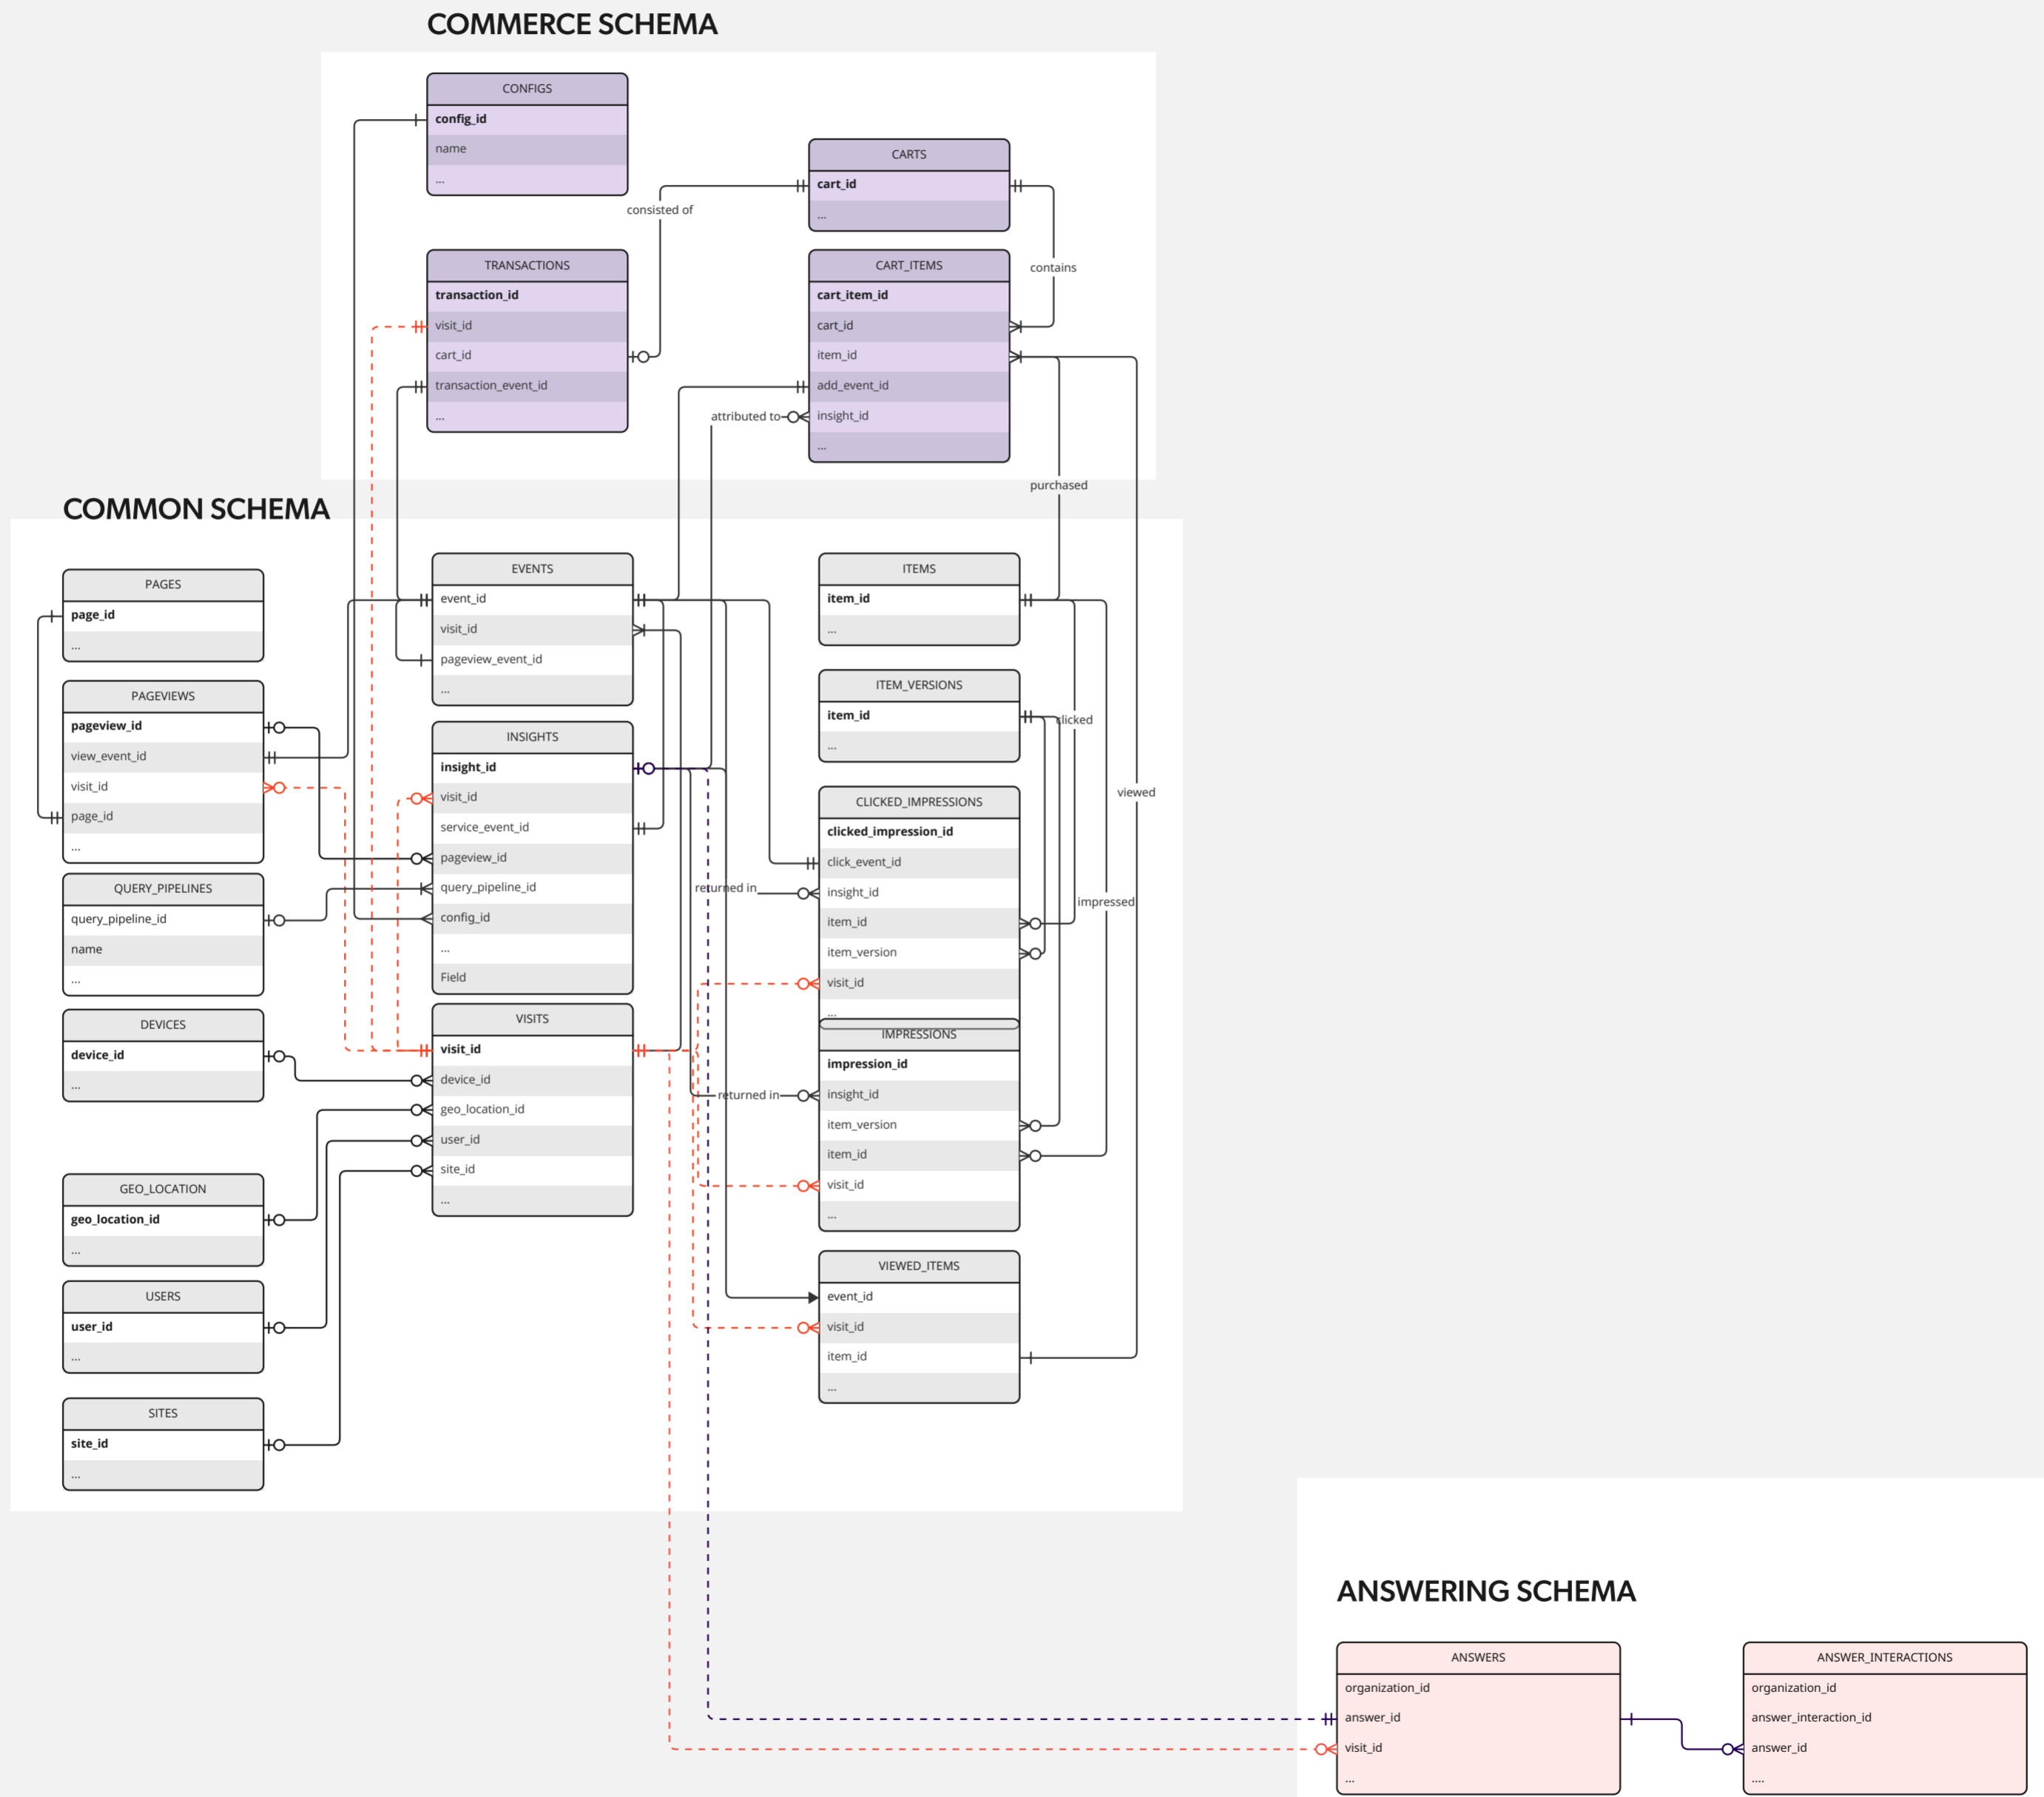 COMMERCE SCHEMA
CONFIGS
config_id
name
...
CARTS
cart_id
...
consisted of
contains
TRANSACTIONS
transaction_id
visit_id
cart_id
transaction_event_id
...
CART_ITEMS
cart_item_id
cart_id
item_id
add_event_id
insight_id
...
attributed to
purchased
COMMON SCHEMA
PAGES
page_id
...
PAGEVIEWS
pageview_id
view_event_id
visit_id
page_id
...
QUERY_PIPELINES
query_pipeline_id
name
...
DEVICES
device_id
...
GEO_LOCATION
geo_location_id
...
USERS
user_id
...
SITES
site_id
...
EVENTS
event_id
visit_id
pageview_event_id
...
INSIGHTS
insight_id
visit_id
service_event_id
pageview_id
query_pipeline_id
config_id
...
Field
VISITS
visit_id
device_id
geo_location_id
user_id
site_id
...
returned in
returned in
ITEMS
item_id
...
ITEM_VERSIONS
item_id
...
clicked
viewed
impressed
CLICKED_IMPRESSIONS
clicked_impression_id
click_event_id
insight_id
item_id
item_version
visit_id
...
IMPRESSIONS
impression_id
insight_id
item_version
item_id
visit_id
...
VIEWED_ITEMS
event_id
visit_id
item_id
...
ANSWERING SCHEMA
ANSWERS
organization_id
answer_id
visit_id
...
ANSWER_INTERACTIONS
organization_id
answer_interaction_id
answer_id
....